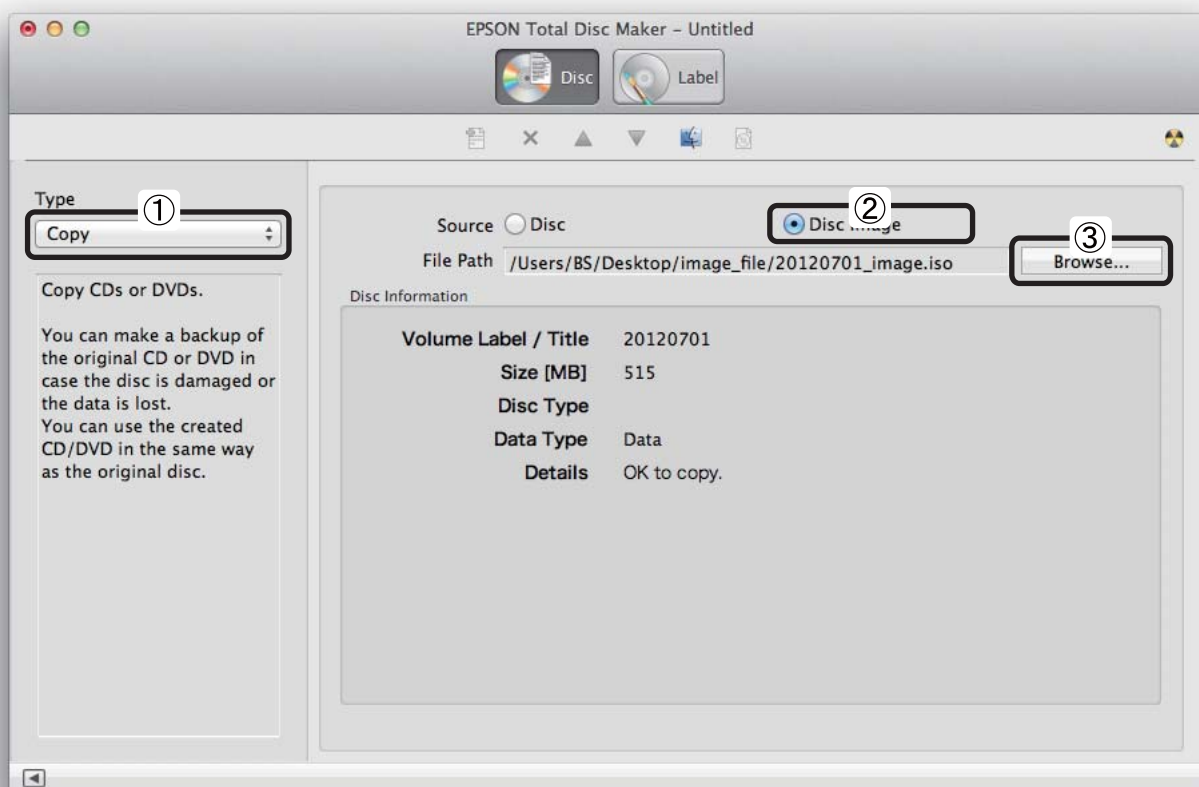 EPSON Total Disc Maker – Untitled
Disc
Label
Type
①
Copy
Copy CDs or DVDs.
You can make a backup of
the original CD or DVD in
case the disc is damaged or
the data is lost.
You can use the created
CD/DVD in the same way
as the original disc.
Source Disc
②
Disc Image
③
File Path /Users/BS/Desktop/image_file/20120701_image.iso Browse...
Disc Information
Volume Label / Title 20120701
Size [MB] 515
Disc Type
Data Type Data
Details OK to copy.